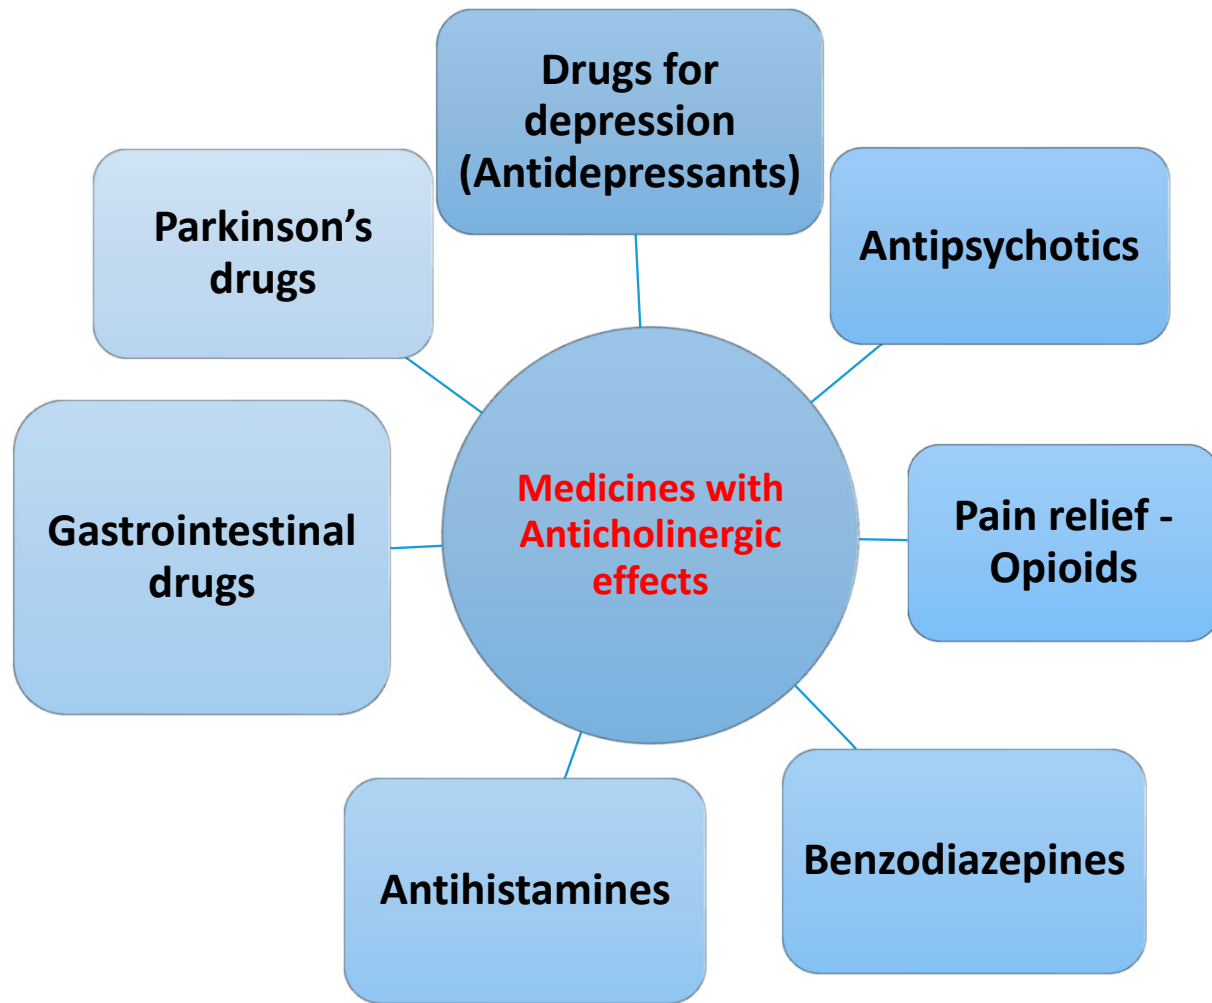 Drugs for
depression
(Antidepressants)
Parkinson’s
drugs
Antipsychotics
Gastrointestinal
drugs
Medicines with
Anticholinergic
effects
Pain relief -
Opioids
Antihistamines
Benzodiazepines